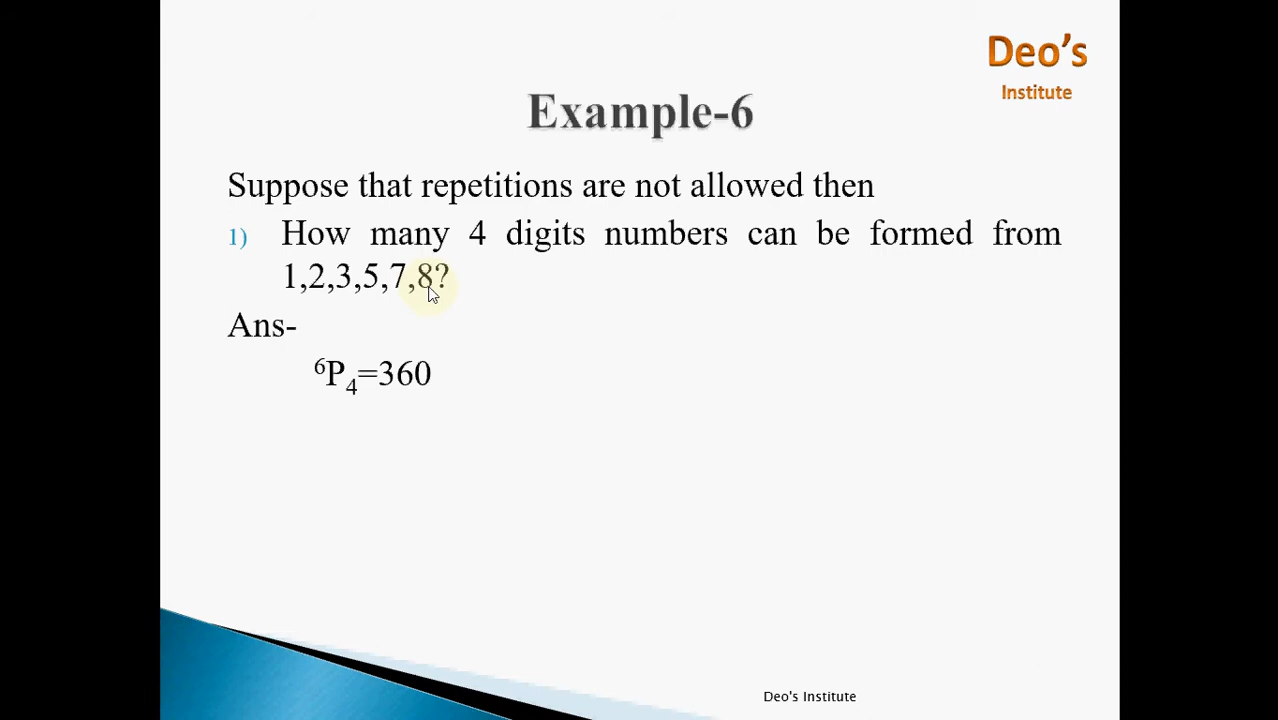 Deo's
Institute
Example-6
Suppose that repetitions are not allowed then
1) How many 4 digits numbers can be formed from
1,2,3,5,7,8?
Ans-
⁶P₄=360
Deo's Institute